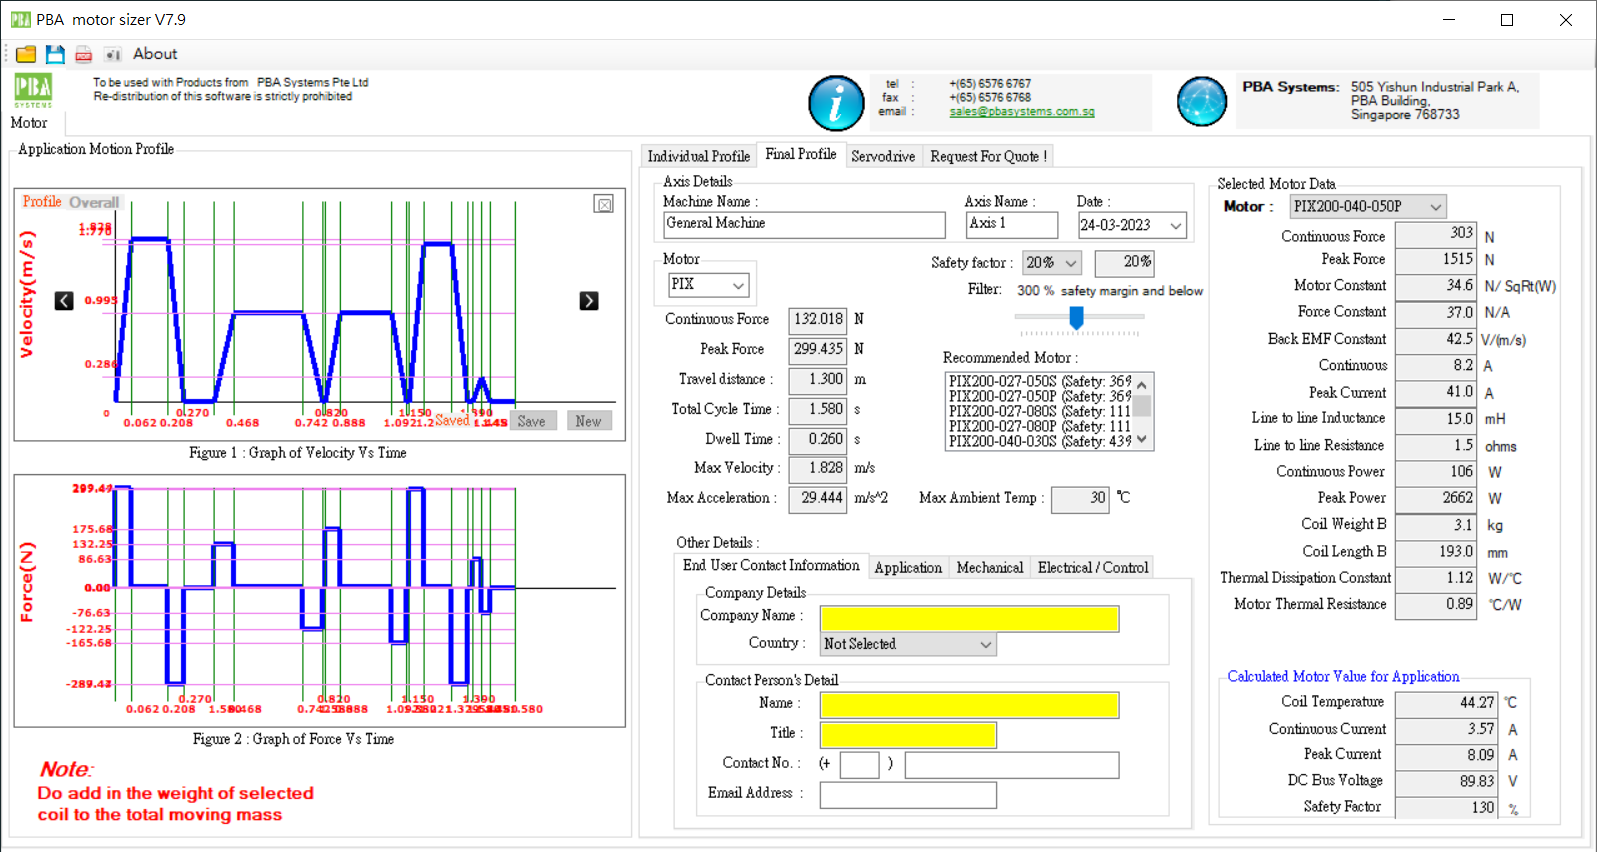 PBA motor sizer V7.9
About
PBA SYSTEMS
To be used with Products from PBA Systems Pte Ltd
Re-distribution of this software is strictly prohibited
tel : +(65) 6576 6767
fax : +(65) 6576 6768
email : sales@pbasystems.com.sg
PBA Systems: 505 Yishun Industrial Park A,
PBA Building,
Singapore 768733
Motor
Application Motion Profile
Profile Overall
Velocity(m/s)
1.828
1.770
0.993
0.286
0
0.270 0.820 1.150 1.390
0.062 0.208 0.468 0.742 0.888 1.092
Saved Save New
Figure 1 : Graph of Velocity Vs Time
Force(N)
299.44
175.68
132.25
86.63
0.00
-76.63
-122.25
-165.68
-289.43
0.270 0.820 1.150 1.390
0.062 0.208 0.468 0.888 1.580
Figure 2 : Graph of Force Vs Time
Note:
Do add in the weight of selected
coil to the total moving mass
Individual Profile Final Profile Servodrive Request For Quote !
Axis Details
Machine Name : Axis Name : Date :
General Machine Axis 1 24-03-2023
Motor
PIX
Safety factor : 20% 20%
Filter: 300 % safety margin and below
Continuous Force 132.018 N
Peak Force 299.435 N
Travel distance : 1.300 m
Total Cycle Time : 1.580 s
Dwell Time : 0.260 s
Max Velocity : 1.828 m/s
Max Acceleration : 29.444 m/s^2
Recommended Motor :
PIX200-027-050S (Safety: 369
PIX200-027-050P (Safety: 369
PIX200-027-080S (Safety: 111
PIX200-027-080P (Safety: 111
PIX200-040-030S (Safety: 439
Max Ambient Temp : 30 °C
Other Details :
End User Contact Information Application Mechanical Electrical / Control
Company Details
Company Name :
Country : Not Selected
Contact Person's Detail
Name :
Title :
Contact No. : (+ )
Email Address :
Selected Motor Data
Motor : PIX200-040-050P
Continuous Force 303 N
Peak Force 1515 N
Motor Constant 34.6 N/ SqRt(W)
Force Constant 37.0 N/A
Back EMF Constant 42.5 V/(m/s)
Continuous 8.2 A
Peak Current 41.0 A
Line to line Inductance 15.0 mH
Line to line Resistance 1.5 ohms
Continuous Power 106 W
Peak Power 2662 W
Coil Weight B 3.1 kg
Coil Length B 193.0 mm
Thermal Dissipation Constant 1.12 W/°C
Motor Thermal Resistance 0.89 °C/W
Calculated Motor Value for Application
Coil Temperature 44.27 °C
Continuous Current 3.57 A
Peak Current 8.09 A
DC Bus Voltage 89.83 V
Safety Factor 130 %